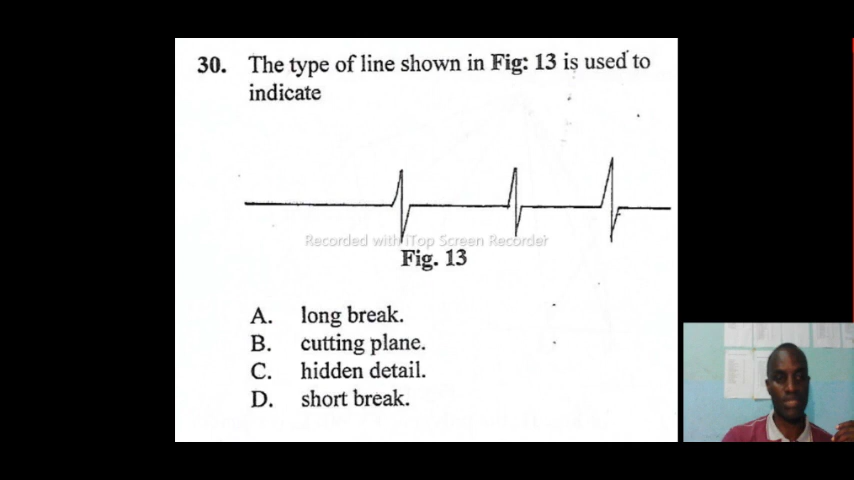 30. The type of line shown in Fig: 13 is used to
indicate
Recorded with iTop Screen Recorder
Fig. 13
A. long break.
B. cutting plane.
C. hidden detail.
D. short break.